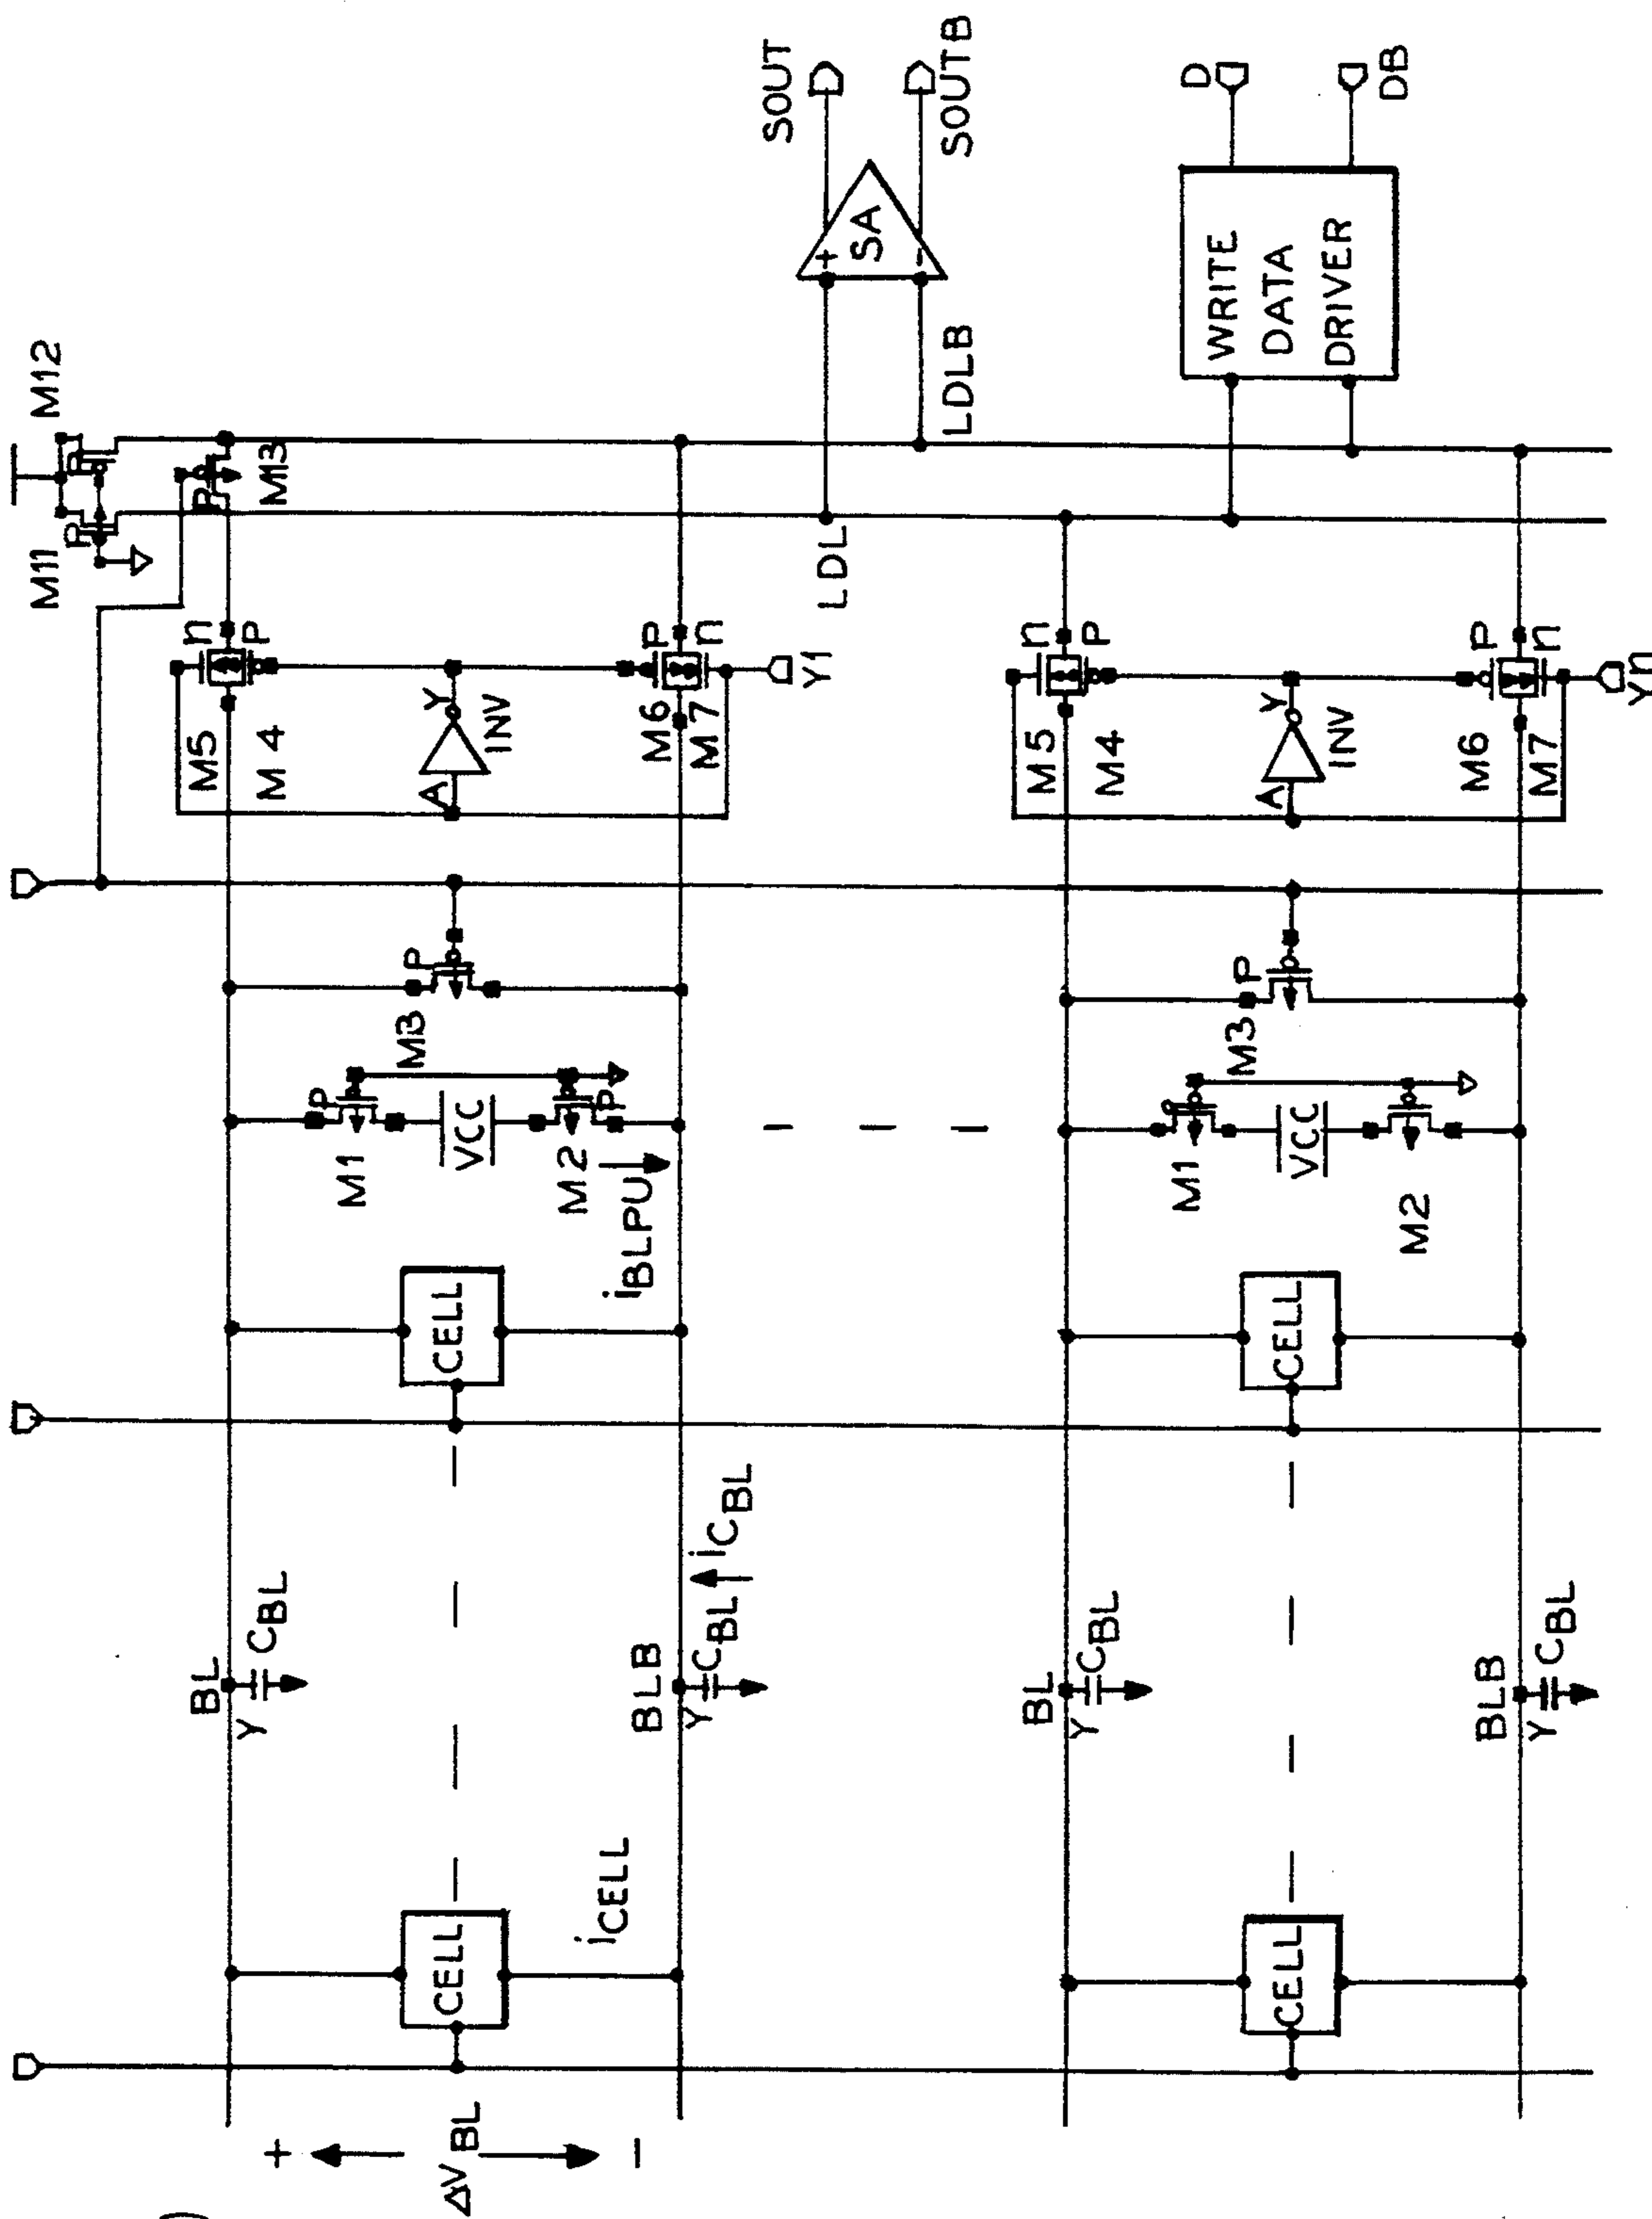 M11
M12
P
P
P
M13
n
P
M5
M4
Y
INV
A
P
n
M6
M7
Y1
SOUT
SOUTB
+
SA
-
LDL
LDLB
D
DB
WRITE
DATA
DRIVER
n
P
M5
M4
Y
INV
A
P
n
M6
M7
Yn
P
M3
P
M1
VCC
P
M2
iBLPU
P
M3
P
M1
VCC
M2
CELL
CELL
BL
Y
CBL
BLB
Y
CBL
iCBL
BL
Y
CBL
BLB
Y
CBL
CELL
iCELL
CELL
+
ΔVBL
-